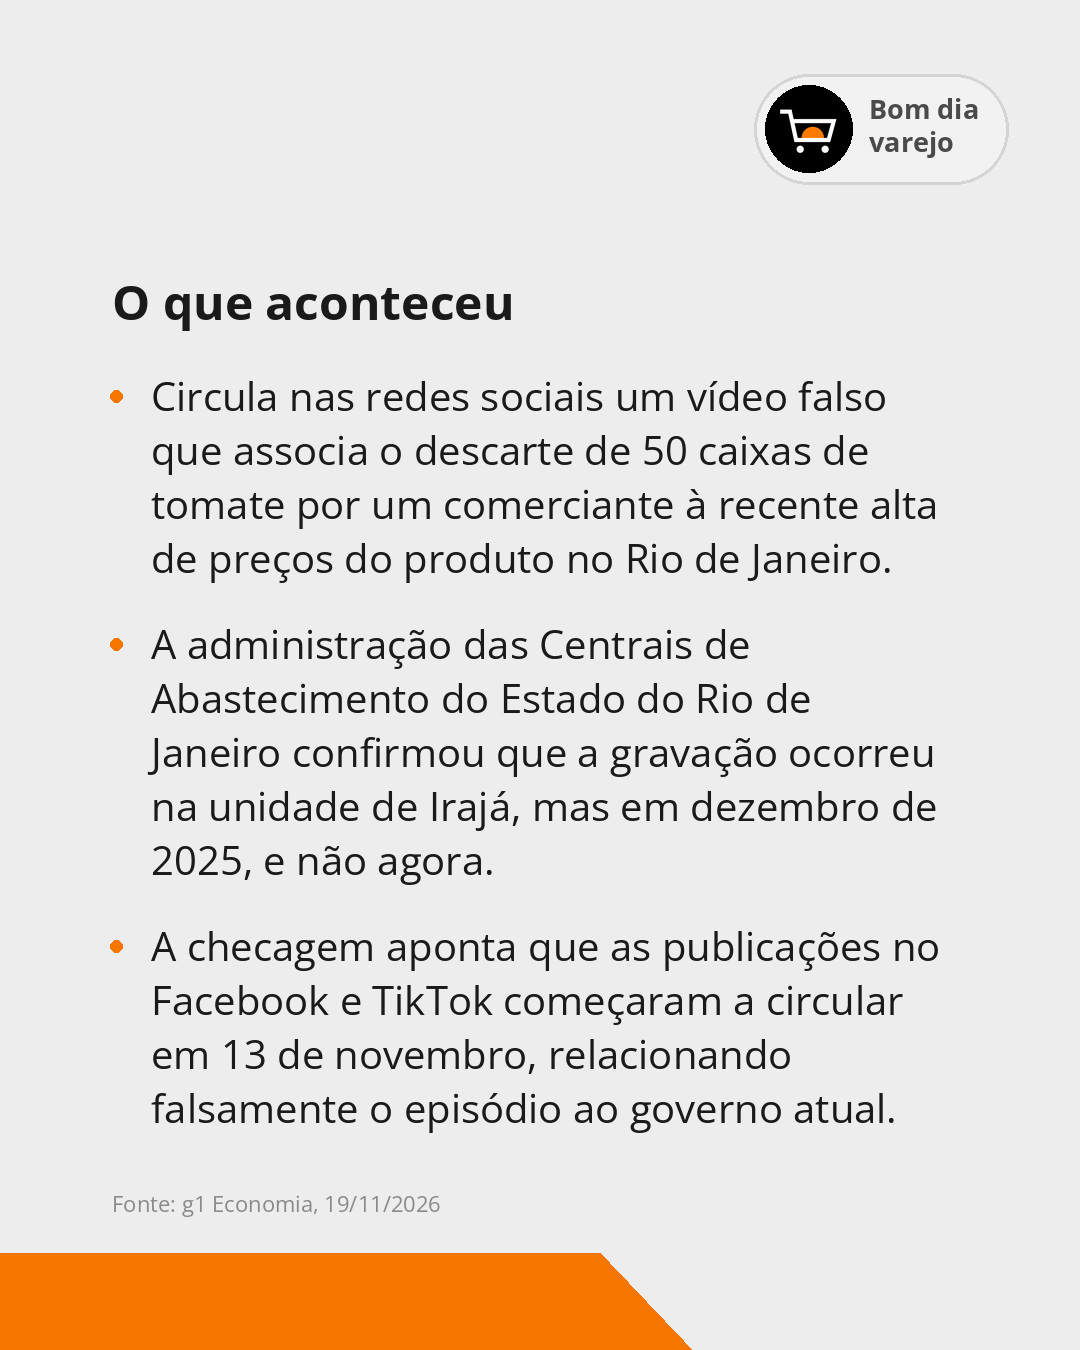 Bom dia
varejo
O que aconteceu
Circula nas redes sociais um vídeo falso
que associa o descarte de 50 caixas de
tomate por um comerciante à recente alta
de preços do produto no Rio de Janeiro.
A administração das Centrais de
Abastecimento do Estado do Rio de
Janeiro confirmou que a gravação ocorreu
na unidade de Irajá, mas em dezembro de
2025, e não agora.
A checagem aponta que as publicações no
Facebook e TikTok começaram a circular
em 13 de novembro, relacionando
falsamente o episódio ao governo atual.
Fonte: g1 Economia, 19/11/2026